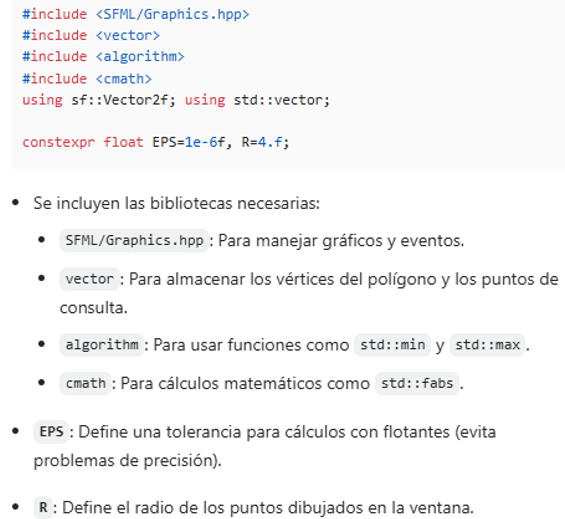 #include <SFML/Graphics.hpp>
#include <vector>
#include <algorithm>
#include <cmath>
using sf::Vector2f; using std::vector;
constexpr float EPS=1e-6f, R=4.f;
• Se incluyen las bibliotecas necesarias:
• SFML/Graphics.hpp : Para manejar gráficos y eventos.
• vector : Para almacenar los vértices del polígono y los puntos de
consulta.
• algorithm : Para usar funciones como std::min y std::max .
• cmath : Para cálculos matemáticos como std::fabs .
• EPS : Define una tolerancia para cálculos con flotantes (evita
problemas de precisión).
• R : Define el radio de los puntos dibujados en la ventana.